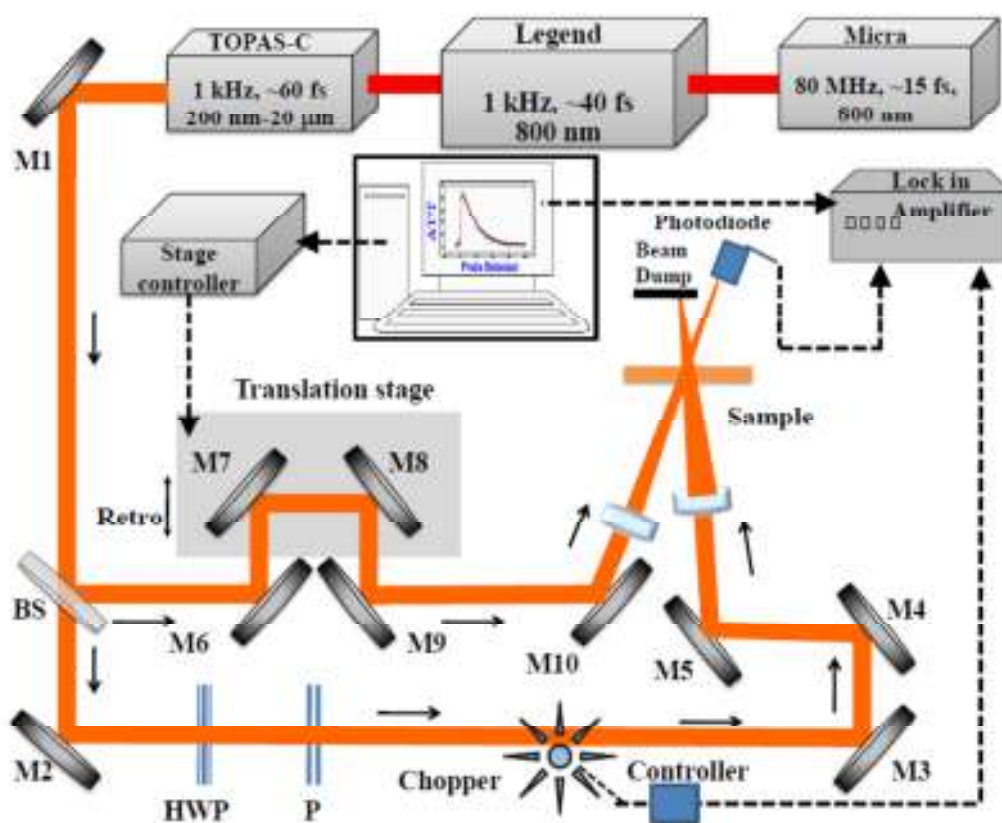 TOPAS-C
1 kHz, ~60 fs
200 nm-20 μm
Legend
1 kHz, ~40 fs
800 nm
Micra
80 MHz, ~15 fs,
800 nm
M1
Lock in
Amplifier
Photodiode
Beam
Dump
Stage
controller
Translation stage
Sample
M7
M8
Retro
BS
M6
M9
M10
M5
M4
M2
HWP
P
Chopper
Controller
M3